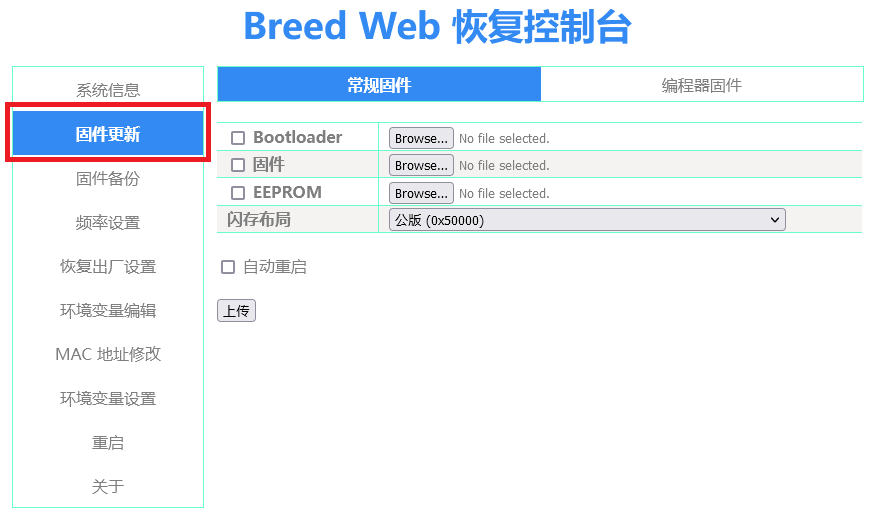 Breed Web 恢复控制台
系统信息
固件更新
固件备份
频率设置
恢复出厂设置
环境变量编辑
MAC 地址修改
环境变量设置
重启
关于
常规固件 编程器固件
Bootloader Browse... No file selected.
固件 Browse... No file selected.
EEPROM Browse... No file selected.
闪存布局 公版 (0x50000)
自动重启
上传